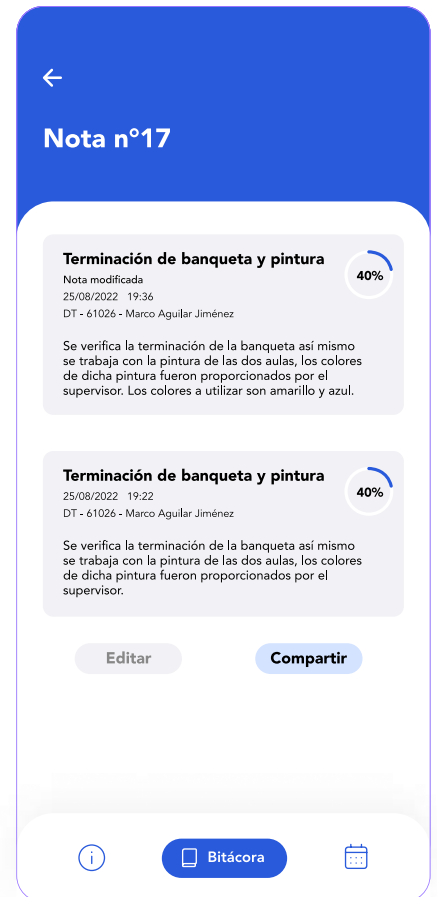 Nota n°17
Terminación de banqueta y pintura
40%
Nota modificada
25/08/2022 19:36
DT - 61026 - Marco Aguilar Jiménez
Se verifica la terminación de la banqueta así mismo
se trabaja con la pintura de las dos aulas, los colores
de dicha pintura fueron proporcionados por el
supervisor. Los colores a utilizar son amarillo y azul.
Terminación de banqueta y pintura
40%
25/08/2022 19:22
DT - 61026 - Marco Aguilar Jiménez
Se verifica la terminación de la banqueta así mismo
se trabaja con la pintura de las dos aulas, los colores
de dicha pintura fueron proporcionados por el
supervisor.
Editar
Compartir
Bitácora